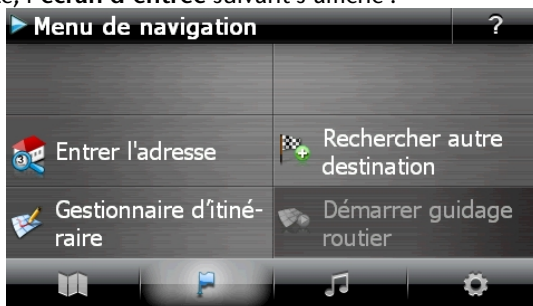 l'écran d'entrée suivant s'affiche :
Menu de navigation
?
Entrer l'adresse
Rechercher autre
destination
Gestionnaire d'itiné-
raire
Démarrer guidage
routier